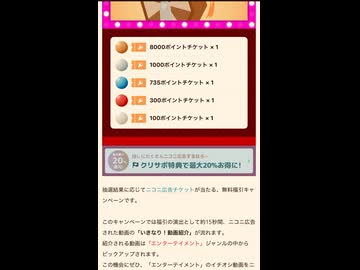 8000ポイントチケット × 1
1000ポイントチケット × 1
735ポイントチケット × 1
300ポイントチケット × 1
100ポイントチケット × 1
20%
クリサポ特典で最大20%お得に!
抽選結果に応じてニコニ広告チケットが当たる、無料福引キャ
ンペーンです。
このキャンペーンでは福引の演出として約15秒間、ニコニ広告
された動画の「いきなり!動画紹介」が流れます。
紹介される動画は「エンターテイメント」ジャンルの中から
ピックアップされます。
この機会にぜひ、「エンターテイメント」のイチオシ動画をニ